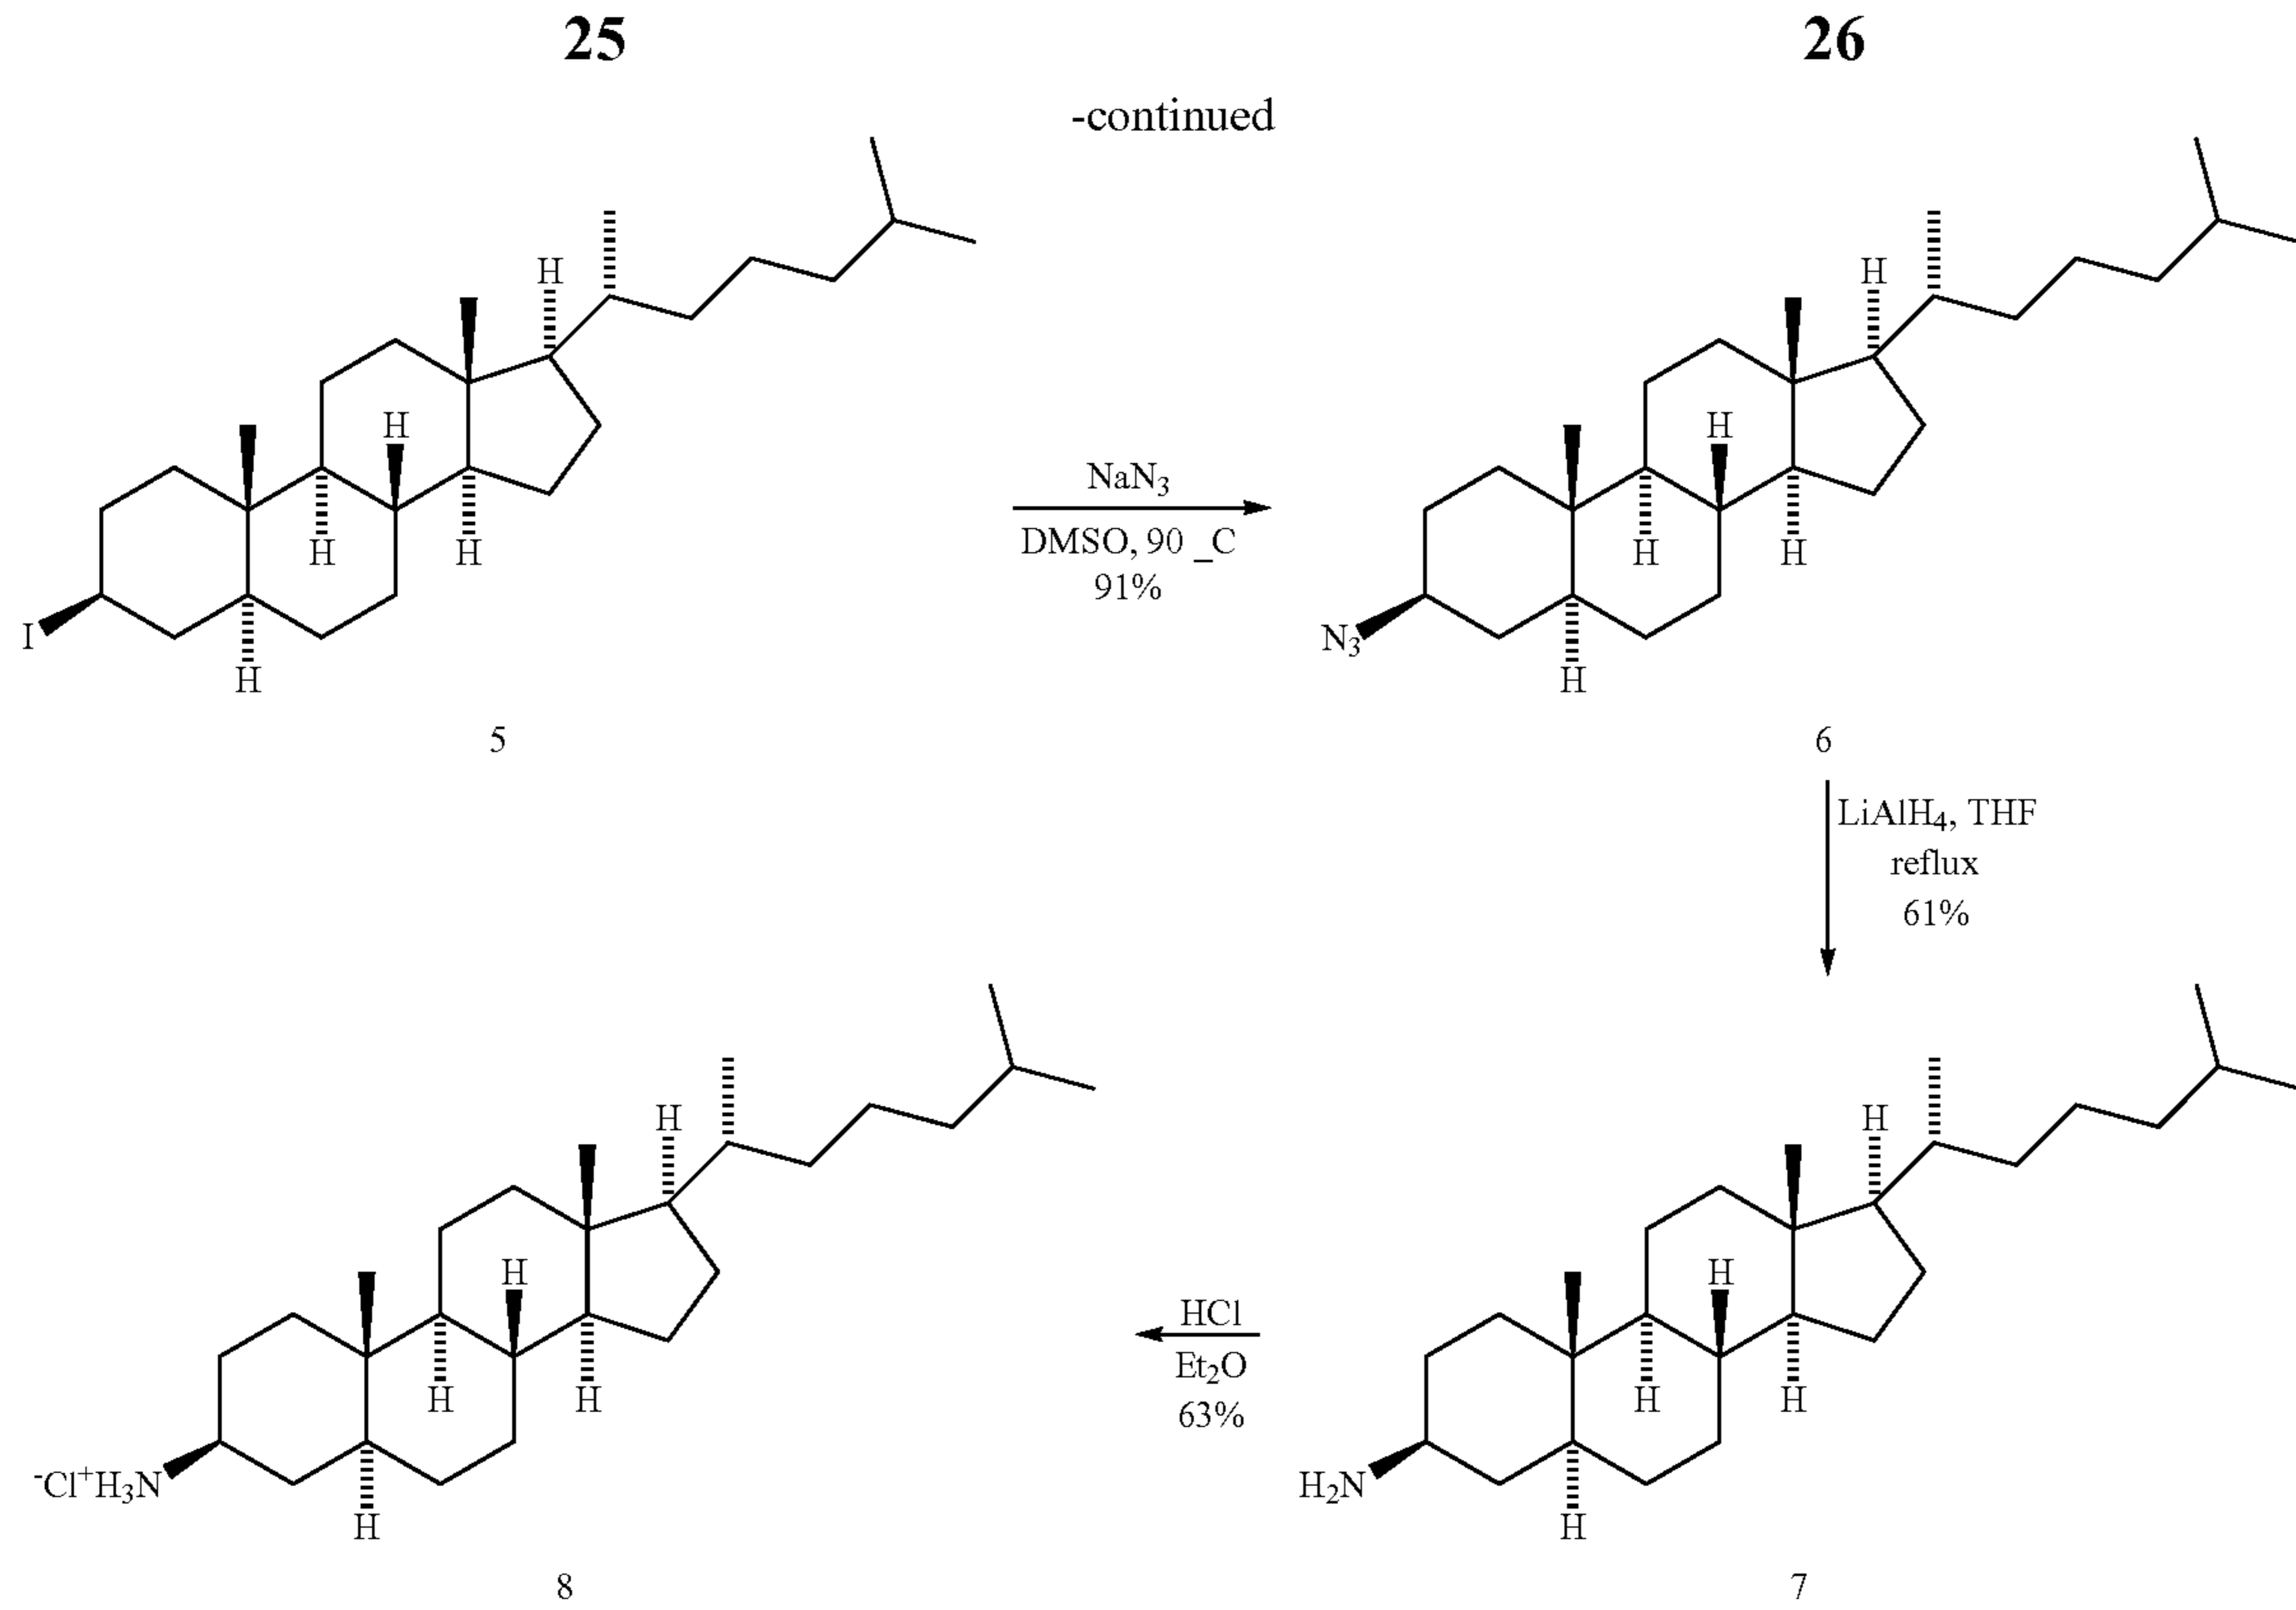 25
26
-continued
H
H
H
H
I
H
5
NaN₃
DMSO, 90 _C
91%
H
H
H
H
N₃
H
6
LiAlH₄, THF
reflux
61%
H
H
H
H
⁻Cl⁺H₃N
H
8
HCl
Et₂O
63%
H
H
H
H
H₂N
H
7